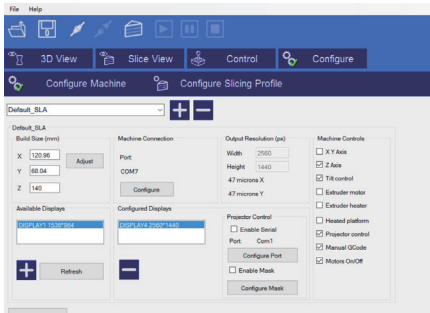 File Help
3D View Slice View Control Configure
Configure Machine Configure Slicing Profile
Default_SLA
Default_SLA
Build Size (mm) Machine Connection Output Resolution (px) Machine Controls
X 120.96 Adjust Port Width 2560 X,Y Axis
Y 68.04 COM7 Height 1440 Z Axis
Z 140 Configure 47 microns X Tilt control
47 microns Y Extruder motor
Extruder heater
Available Displays Configured Displays Projector Control Heated platform
DISPLAY1 1536*864 DISPLAY4 2560*1440 Enable Serial Projector control
Port: Com1 Manual GCode
Configure Port Motors On/Off
Refresh Enable Mask
Configure Mask